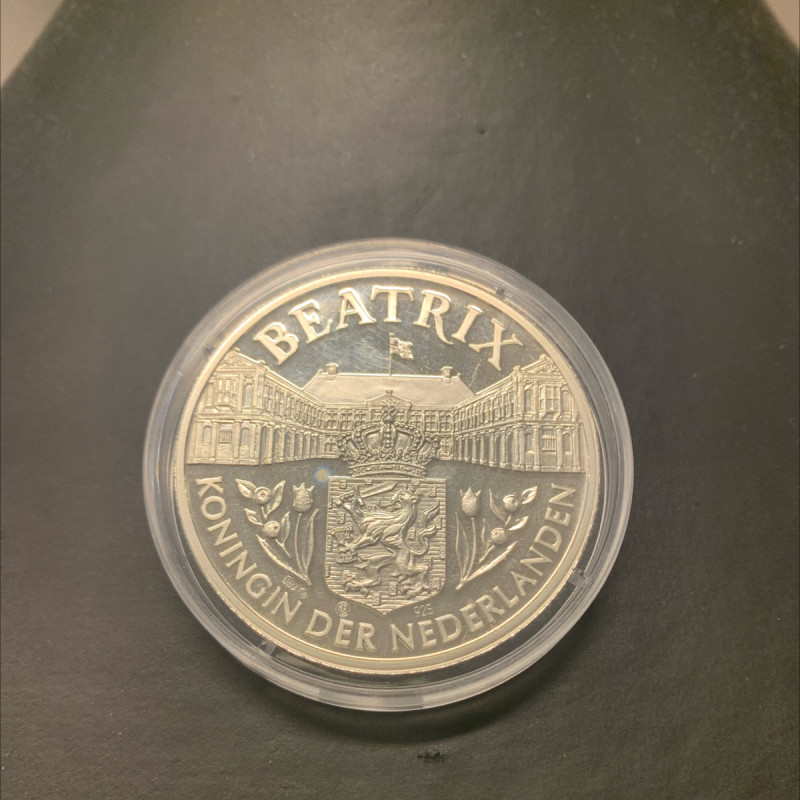 BEATRIX
KONINGIN DER NEDERLANDEN
925